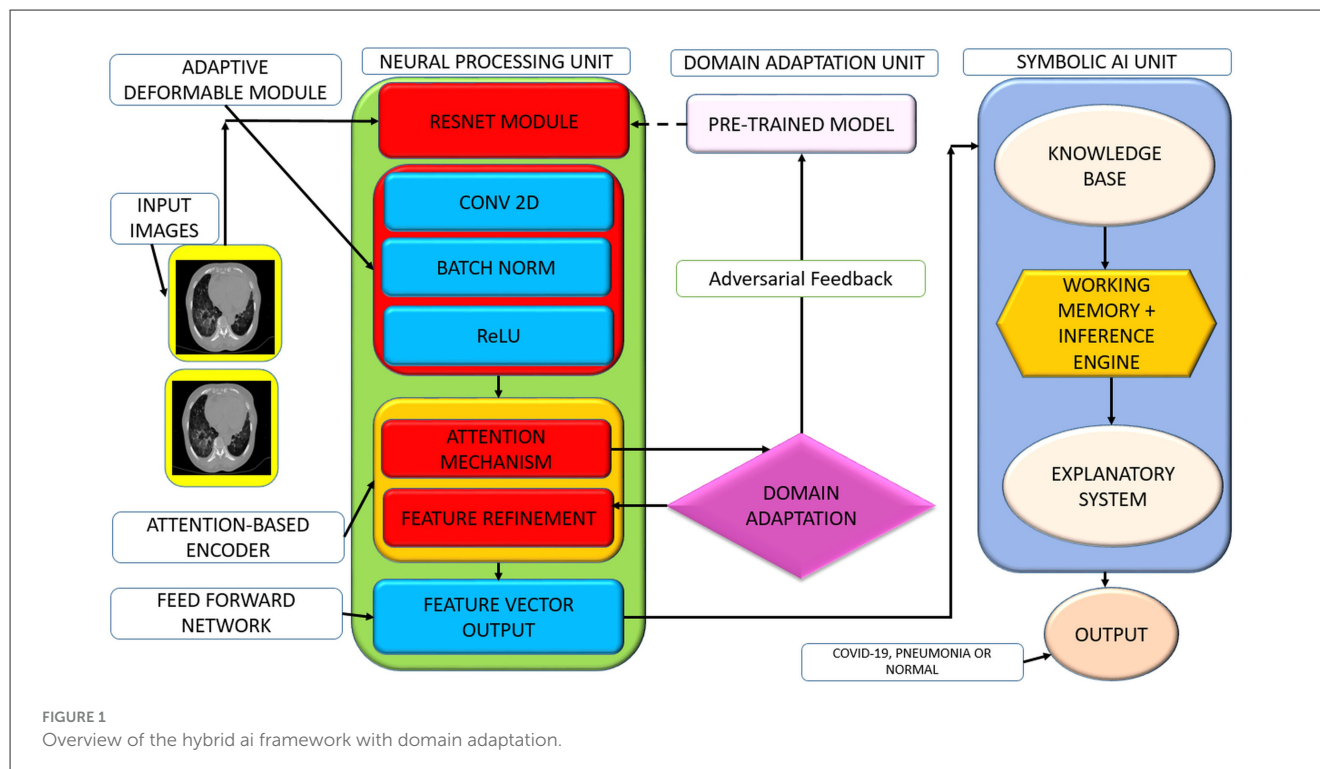 NEURAL PROCESSING UNIT
DOMAIN ADAPTATION UNIT
SYMBOLIC AI UNIT
ADAPTIVE
DEFORMABLE MODULE
RESNET MODULE
PRE-TRAINED MODEL
KNOWLEDGE
BASE
INPUT
IMAGES
CONV 2D
BATCH NORM
ReLU
Adversarial Feedback
WORKING
MEMORY +
INFERENCE
ENGINE
ATTENTION
MECHANISM
FEATURE REFINEMENT
DOMAIN
ADAPTATION
EXPLANATORY
SYSTEM
ATTENTION-BASED
ENCODER
FEED FORWARD
NETWORK
FEATURE VECTOR
OUTPUT
OUTPUT
COVID-19, PNEUMONIA OR
NORMAL
FIGURE 1
Overview of the hybrid ai framework with domain adaptation.